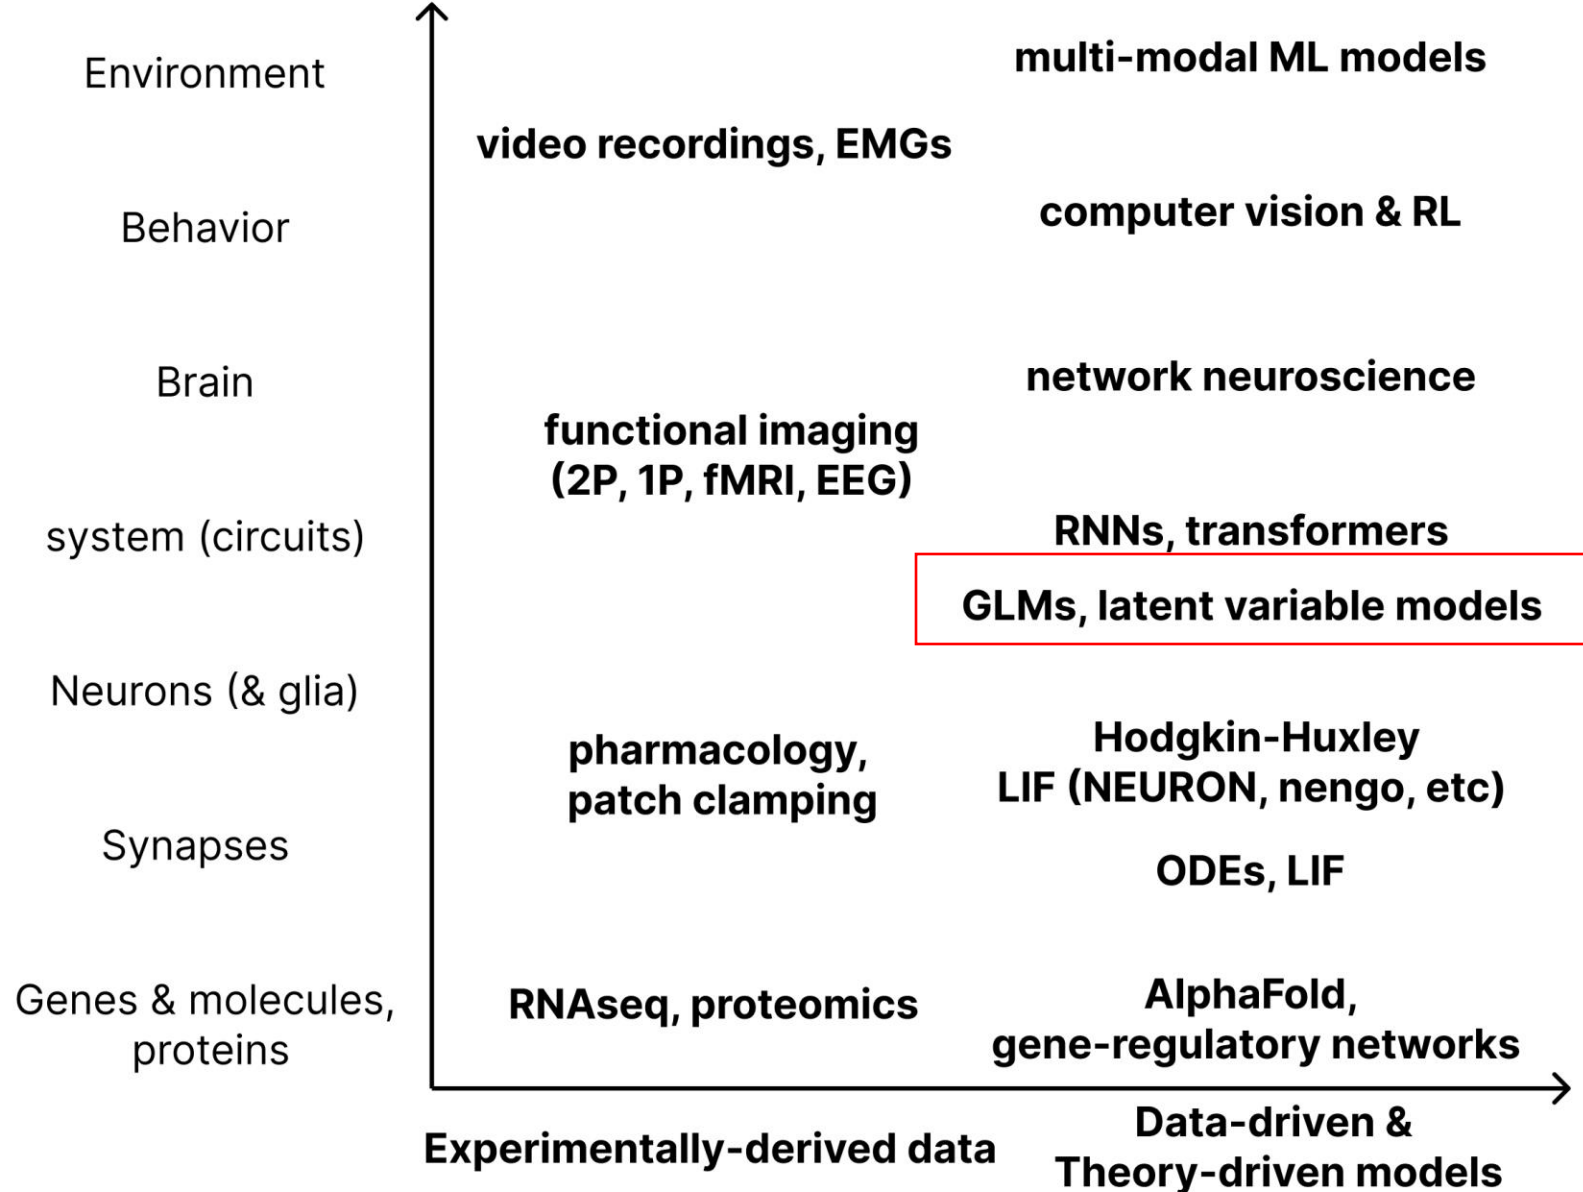 Environment
multi-modal ML models
video recordings, EMGs
Behavior
computer vision & RL
Brain
network neuroscience
functional imaging
(2P, 1P, fMRI, EEG)
system (circuits)
RNNs, transformers
GLMs, latent variable models
Neurons (& glia)
pharmacology,
patch clamping
Hodgkin-Huxley
LIF (NEURON, nengo, etc)
Synapses
ODEs, LIF
Genes & molecules,
proteins
RNAseq, proteomics
AlphaFold,
gene-regulatory networks
Experimentally-derived data
Data-driven &
Theory-driven models